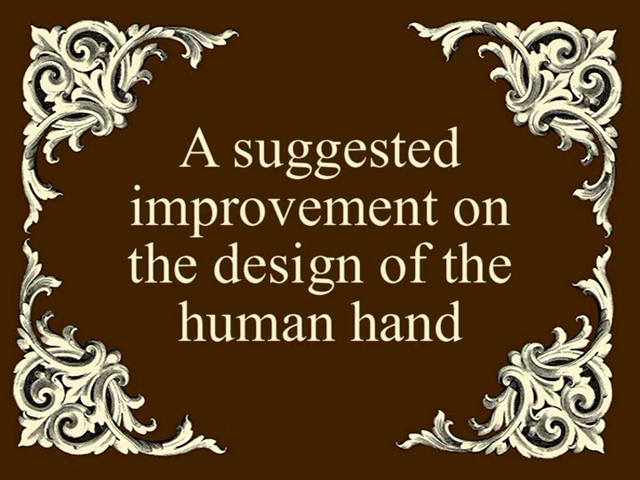 A suggested
improvement on
the design of the
human hand